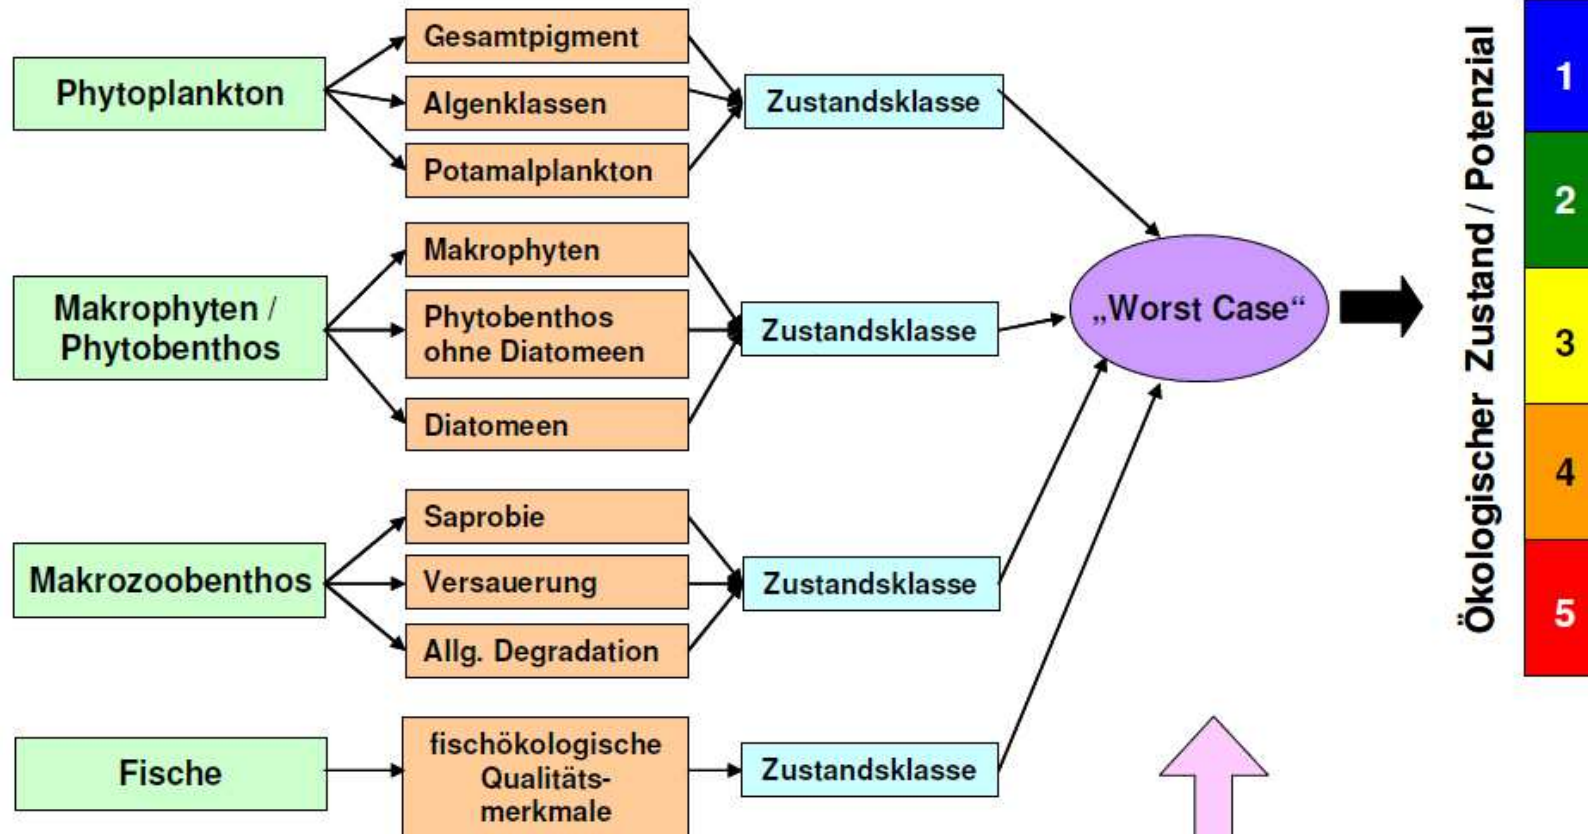 Phytoplankton
Gesamtpigment
Algenklassen
Potamalplankton
Zustandsklasse
Makrophyten /
Phytobenthos
Makrophyten
Phytobenthos
ohne Diatomeen
Diatomeen
Zustandsklasse
Makrozoobenthos
Saprobie
Versauerung
Allg. Degradation
Zustandsklasse
Fische
fischökologische
Qualitäts-
merkmale
Zustandsklasse
„Worst Case“
Ökologischer Zustand / Potenzial
1
2
3
4
5